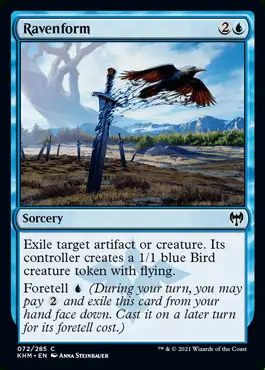 Ravenform 2
Sorcery
Exile target artifact or creature. Its
controller creates a 1/1 blue Bird
creature token with flying.
Foretell (During your turn, you may
pay 2 and exile this card from your
hand face down. Cast it on a later turn
for its foretell cost.)
072/285 C
KHM • EN Anna Steinbauer
™ & © 2021 Wizards of the Coast